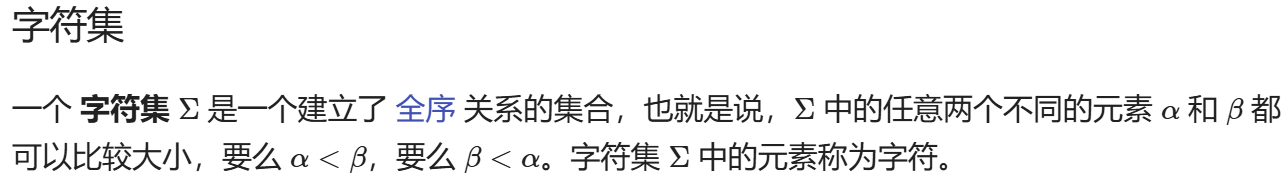 字符集
一个 字符集 Σ 是一个建立了 全序 关系的集合，也就是说，Σ 中的任意两个不同的元素 α 和 β 都
可以比较大小，要么 α < β，要么 β < α。字符集 Σ 中的元素称为字符。